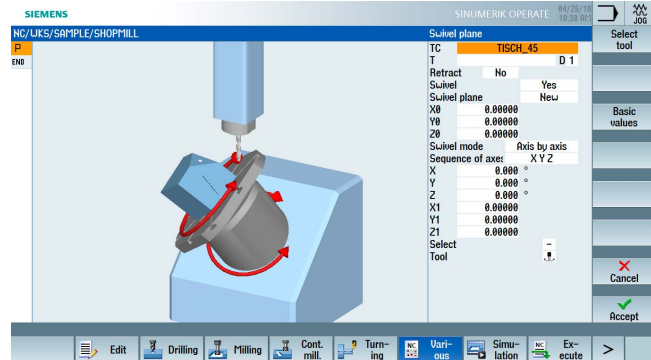 SIEMENS
SINUMERIK OPERATE 04/25/18 10:38 AM
JOG
NC/WKS/SAMPLE/SHOPMILL
Swivel plane
Select tool
P
END
TC TISCH_45
T D 1
Retract No
Swivel Yes
Swivel plane New
X0 0.00000
Y0 0.00000
Z0 0.00000
Basic values
Swivel mode Axis by axis
Sequence of axes X Y Z
X 0.000 °
Y 0.000 °
Z 0.000 °
X1 0.00000
Y1 0.00000
Z1 0.00000
Select -
Tool
Cancel
Accept
Edit
Drilling
Milling
Cont. mill.
Turn- ing
NC Vari- ous
Simu- lation
NC Ex- ecute
>